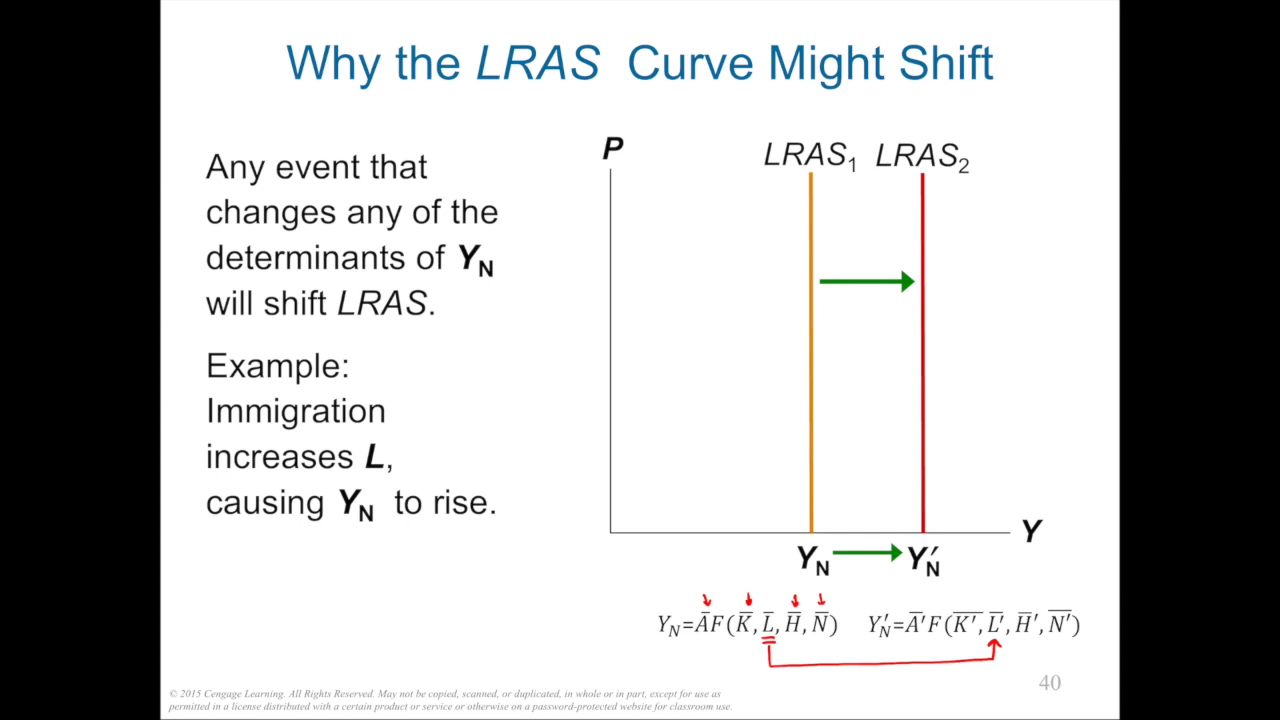 Why the LRAS Curve Might Shift
Any event that
changes any of the
determinants of Y_N
will shift LRAS.
Example:
Immigration
increases L,
causing Y_N to rise.
P
LRAS₁ LRAS₂
Y
Y_N Y′_N
Y_N=A̅F(K̅, L̅, H̅, N̅) Y′_N=A̅′F(K̅′, L̅′, H̅′, N̅′)
40
© 2015 Cengage Learning. All Rights Reserved. May not be copied, scanned, or duplicated, in whole or in part, except for use as
permitted in a license distributed with a certain product or service or otherwise on a password-protected website for classroom use.